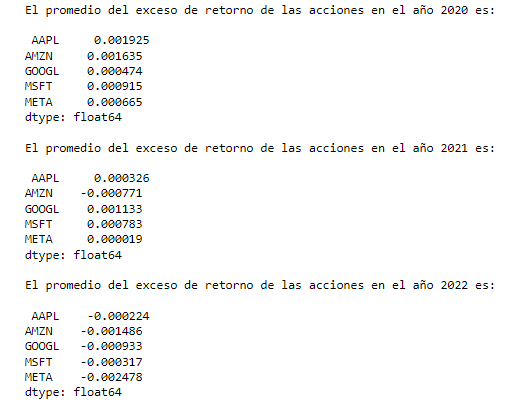 El promedio del exceso de retorno de las acciones en el año 2020 es:
AAPL 0.001925
AMZN 0.001635
GOOGL 0.000474
MSFT 0.000915
META 0.000665
dtype: float64
El promedio del exceso de retorno de las acciones en el año 2021 es:
AAPL 0.000326
AMZN -0.000771
GOOGL 0.001133
MSFT 0.000783
META 0.000019
dtype: float64
El promedio del exceso de retorno de las acciones en el año 2022 es:
AAPL -0.000224
AMZN -0.001486
GOOGL -0.000933
MSFT -0.000317
META -0.002478
dtype: float64